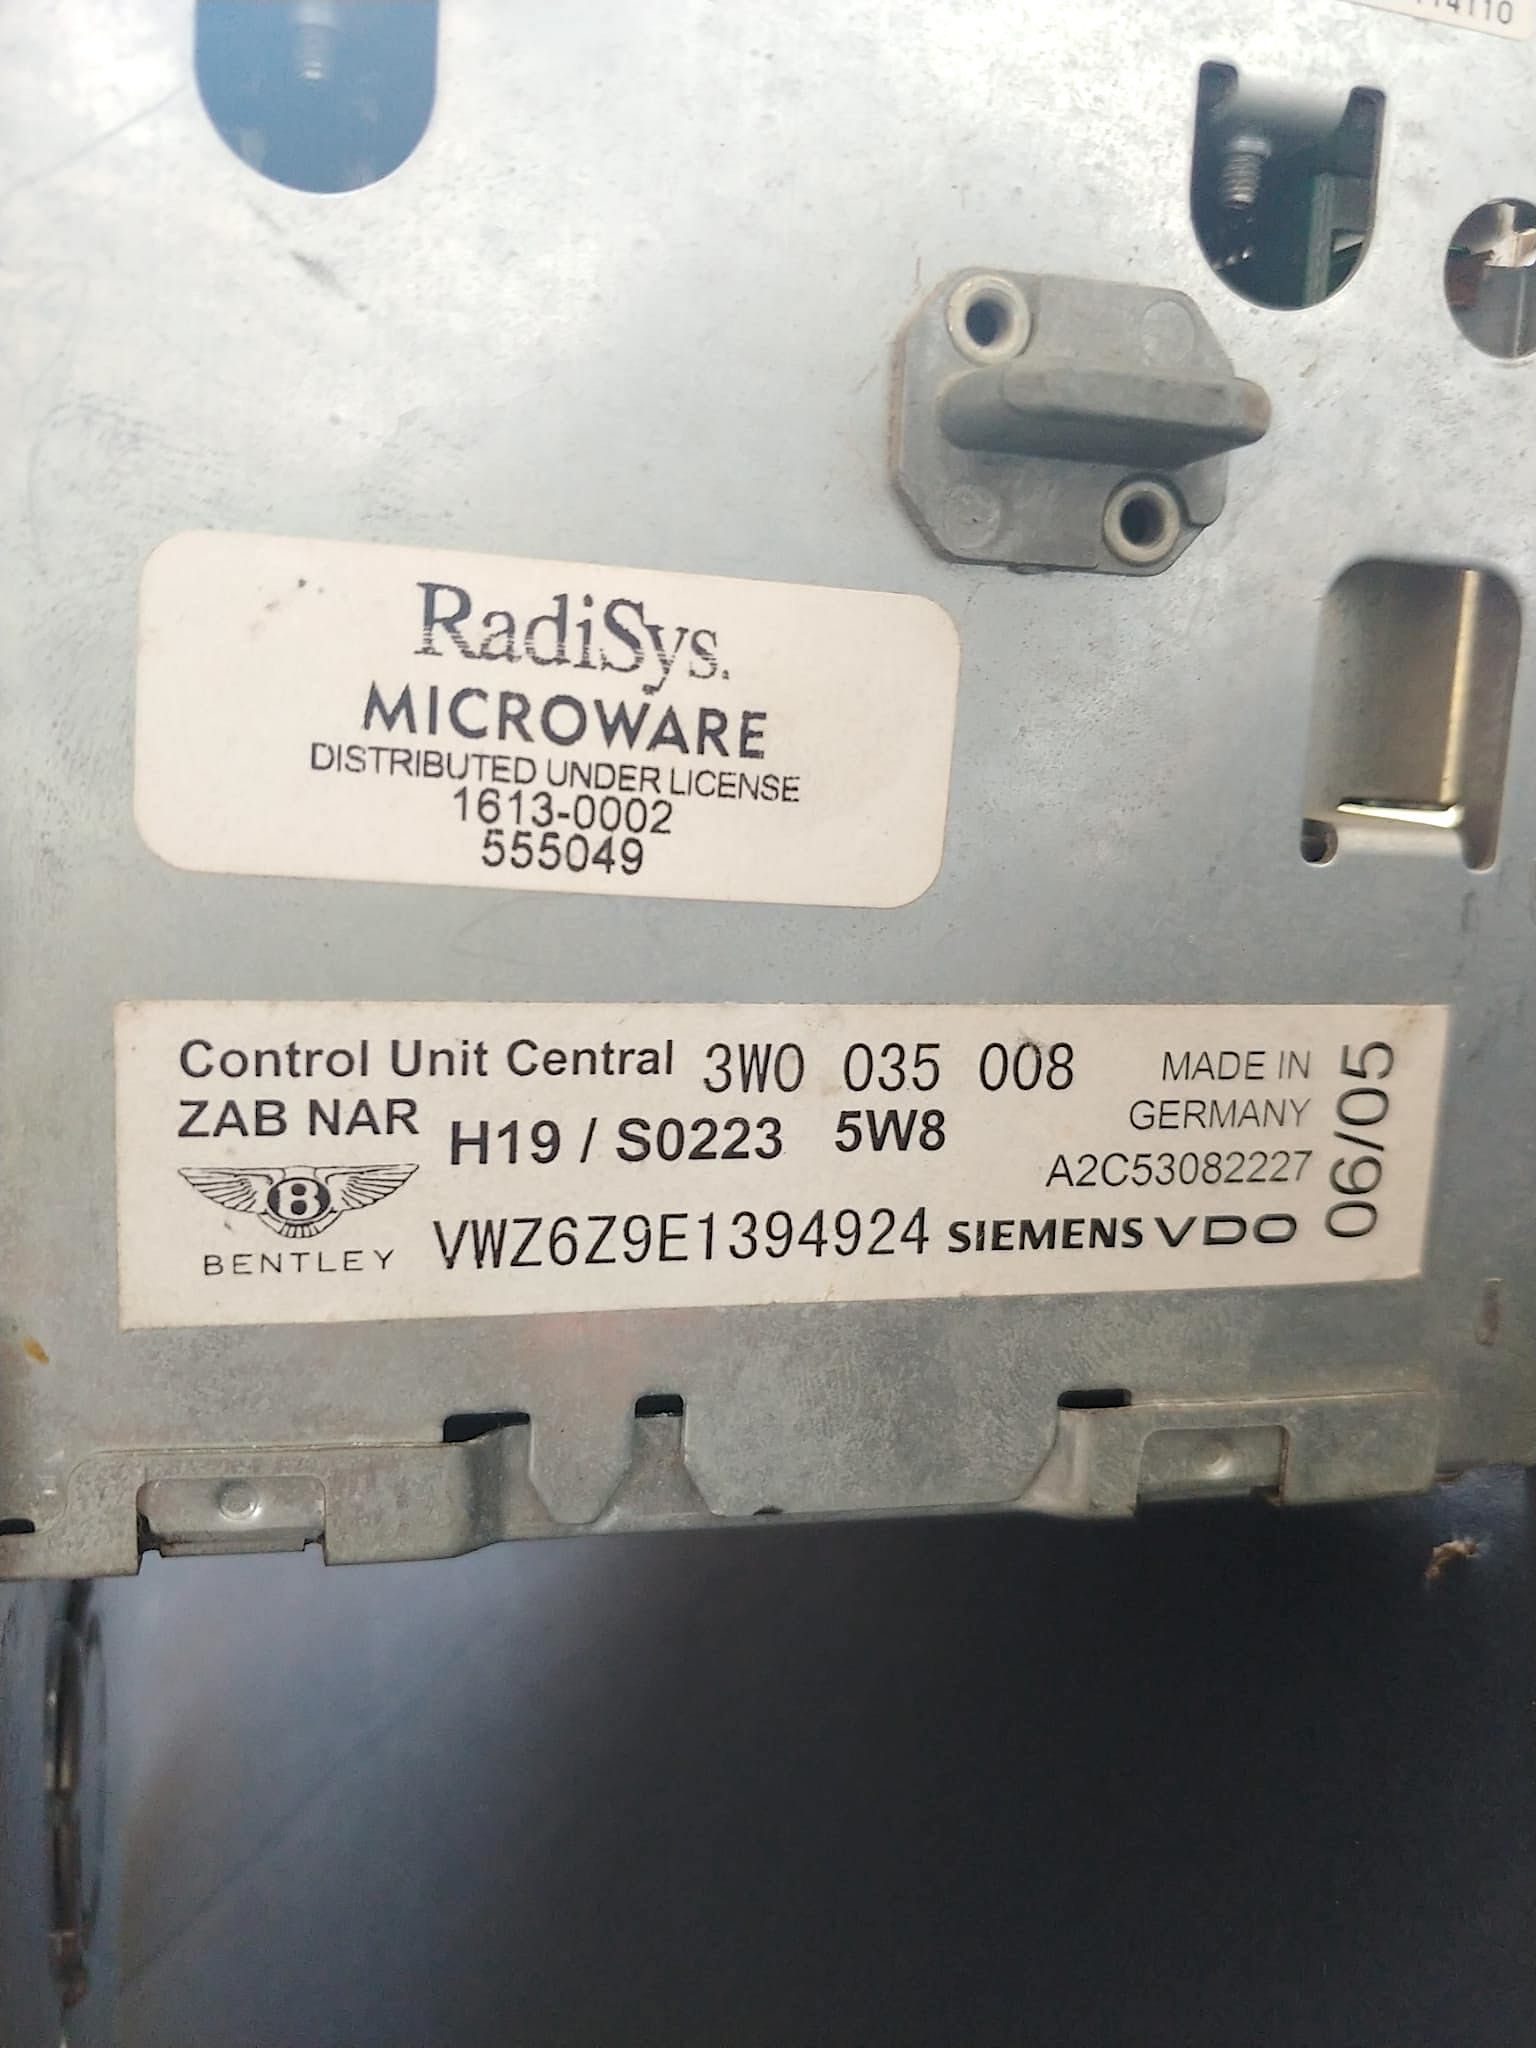 RadiSys.
MICROWARE
DISTRIBUTED UNDER LICENSE
1613-0002
555049
Control Unit Central 3W0 035 008
ZAB NAR H19 / S0223 5W8
MADE IN
GERMANY
A2C53082227
06/05
B
BENTLEY
VWZ6Z9E1394924 SIEMENS VDO